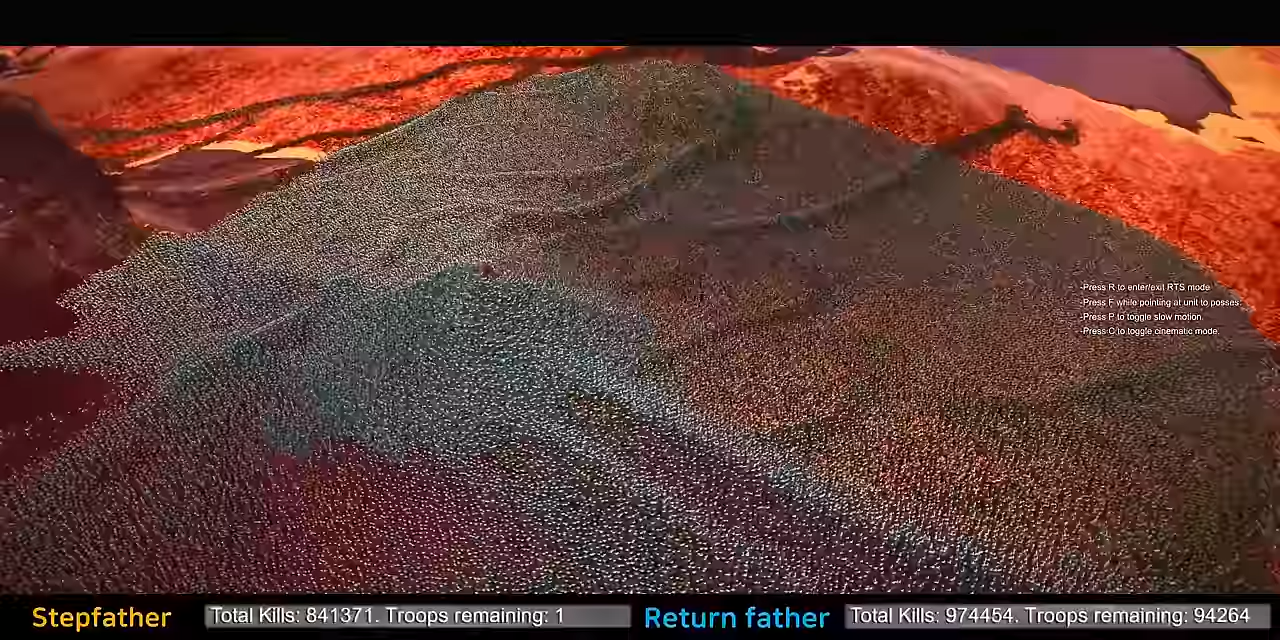 -Press R to enter/exit RTS mode
-Press F while pointing at unit to posses.
-Press P to toggle slow motion.
-Press C to toggle cinematic mode.
Stepfather Total Kills: 841371. Troops remaining: 1 Return father Total Kills: 974454. Troops remaining: 94264